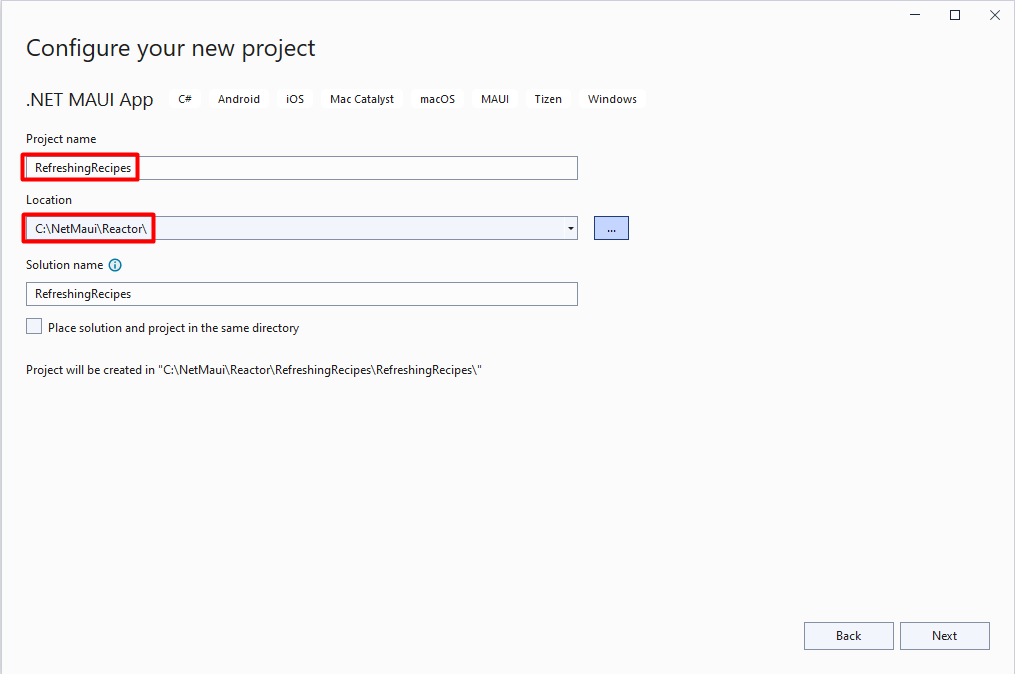 Configure your new project
.NET MAUI App C# Android iOS Mac Catalyst macOS MAUI Tizen Windows
Project name
RefreshingRecipes
Location
C:\NetMaui\Reactor\
...
Solution name
RefreshingRecipes
Place solution and project in the same directory
Project will be created in "C:\NetMaui\Reactor\RefreshingRecipes\RefreshingRecipes\"
Back Next